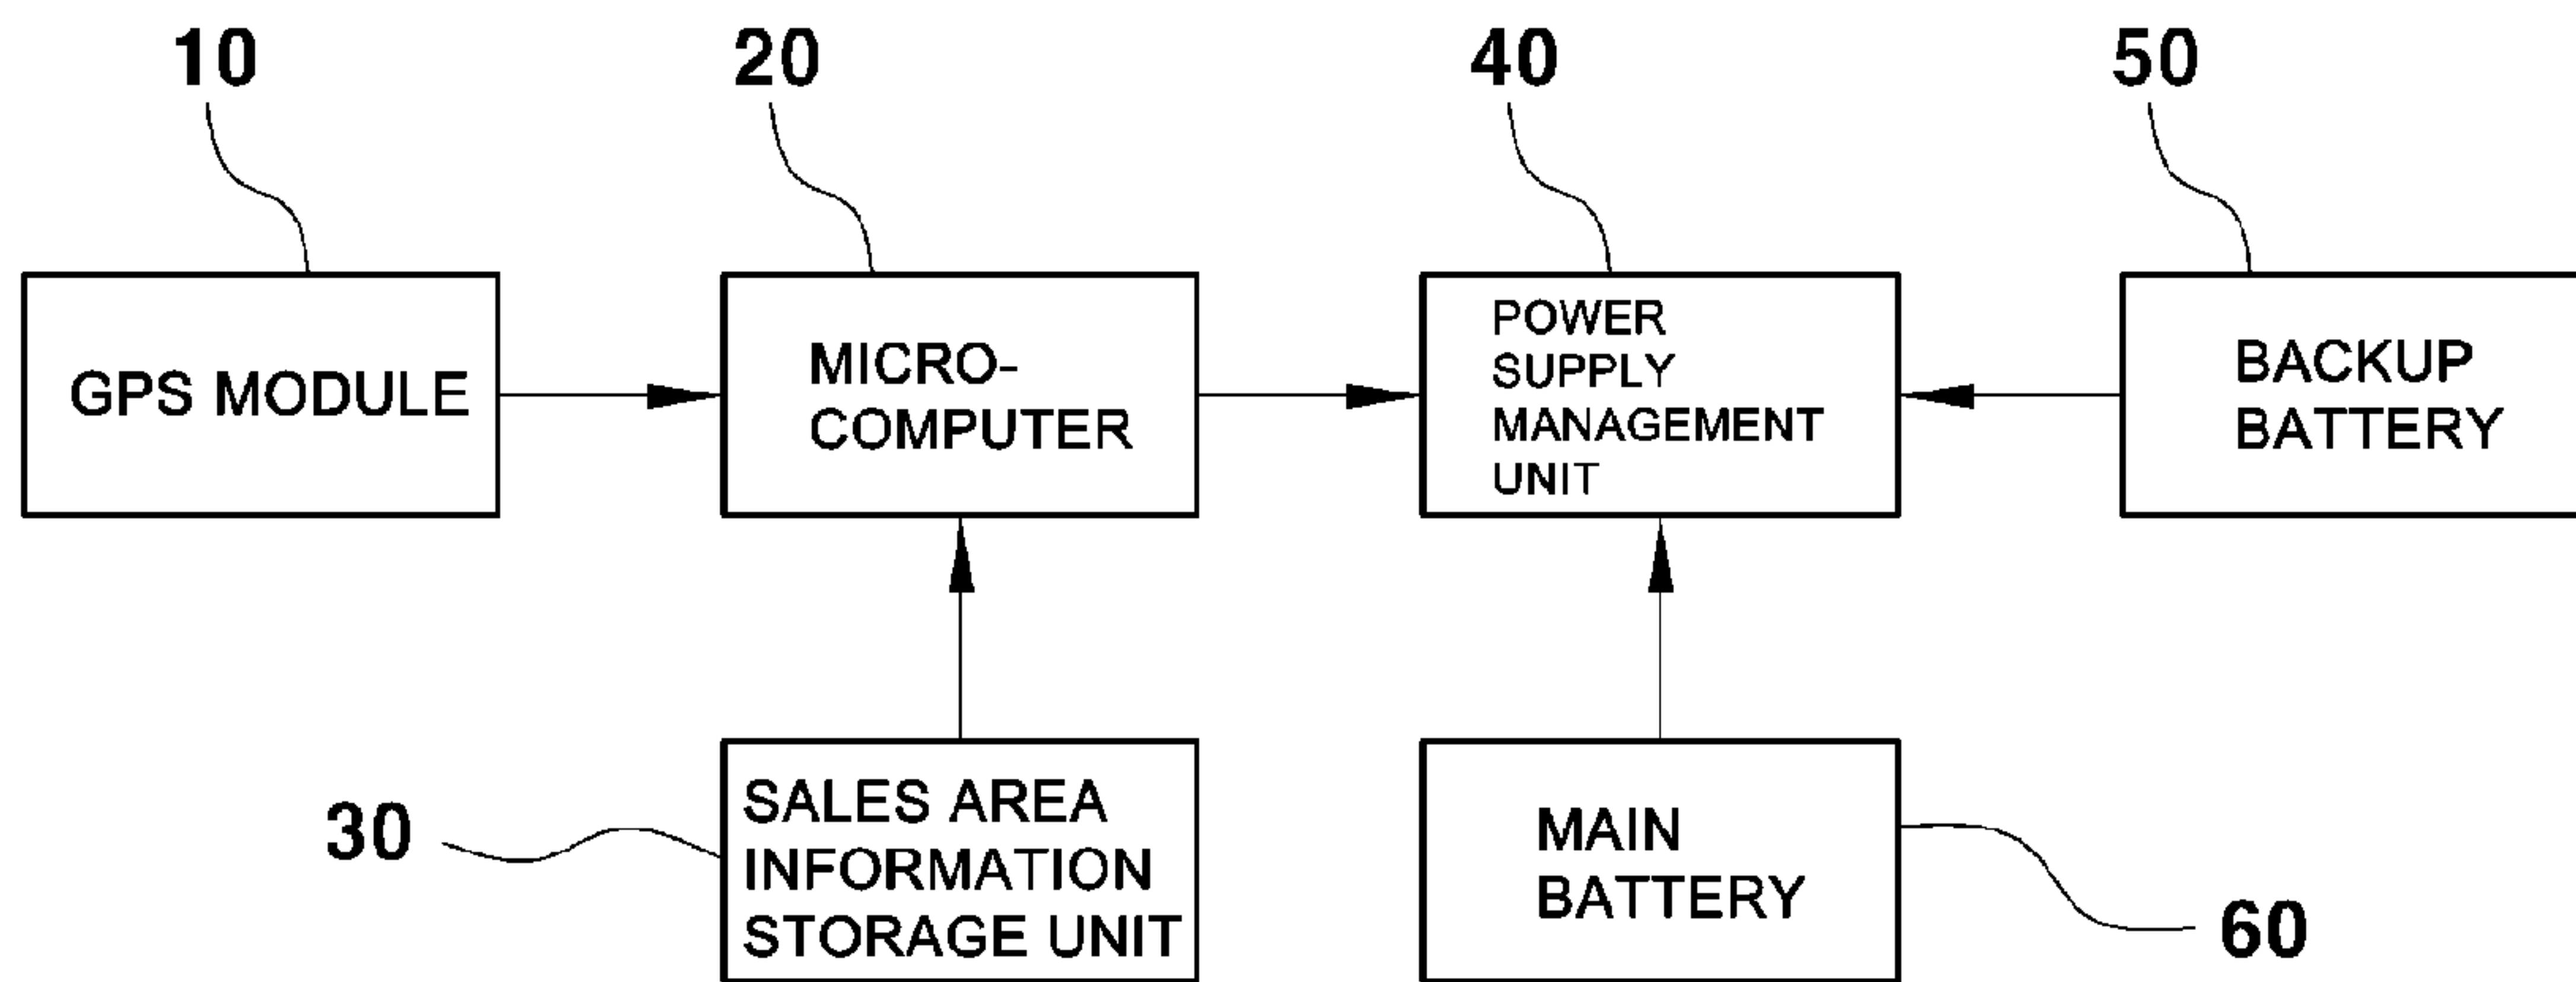 10
20
40
50
GPS MODULE
MICRO-
COMPUTER
POWER
SUPPLY
MANAGEMENT
UNIT
BACKUP
BATTERY
30
SALES AREA
INFORMATION
STORAGE UNIT
MAIN
BATTERY
60